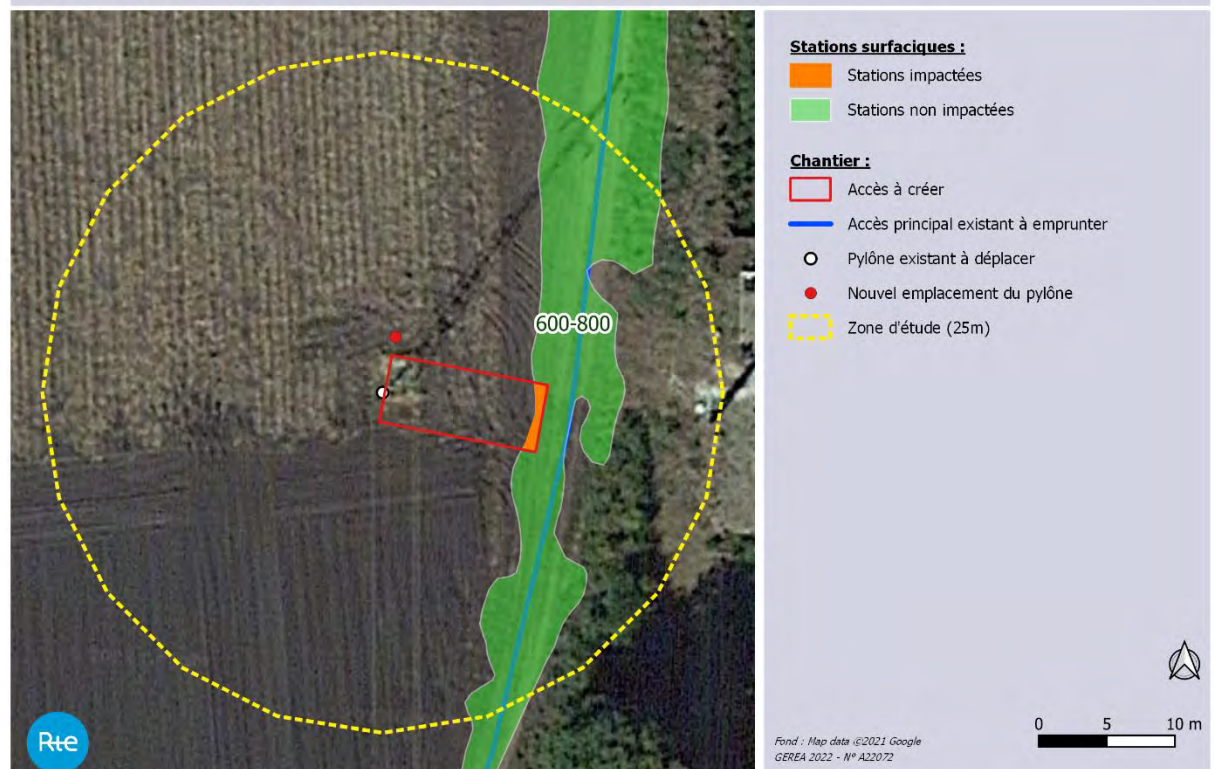 Stations surfaciques :
Stations impactées
Stations non impactées
Chantier :
Accès à créer
Accès principal existant à emprunter
Pylône existant à déplacer
Nouvel emplacement du pylône
Zone d'étude (25m)
600-800
Rte
0 5 10 m
Fond : Map data @2021 Google
GEREA 2022 - N° A22072